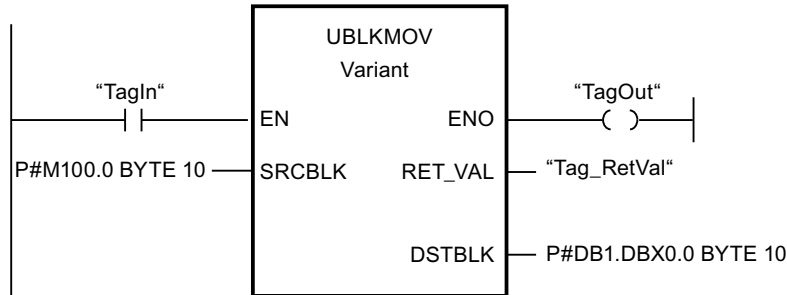 UBLKMOV
Variant
“TagIn“
“TagOut“
EN
ENO
P#M100.0 BYTE 10
SRCBLK
RET_VAL
“Tag_RetVal“
DSTBLK
P#DB1.DBX0.0 BYTE 10